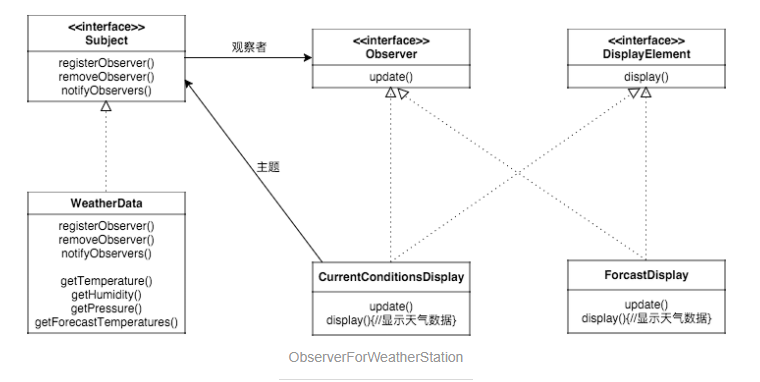 <<interface>>
Subject
registerObserver()
removeObserver()
notifyObservers()
观察者
<<interface>>
Observer
update()
<<interface>>
DisplayElement
display()
主题
WeatherData
registerObserver()
removeObserver()
notifyObservers()
getTemperature()
getHumidity()
getPressure()
getForecastTemperatures()
CurrentConditionsDisplay
update()
display(){//显示天气数据}
ForcastDisplay
update()
display(){//显示天气数据}
ObserverForWeatherStation